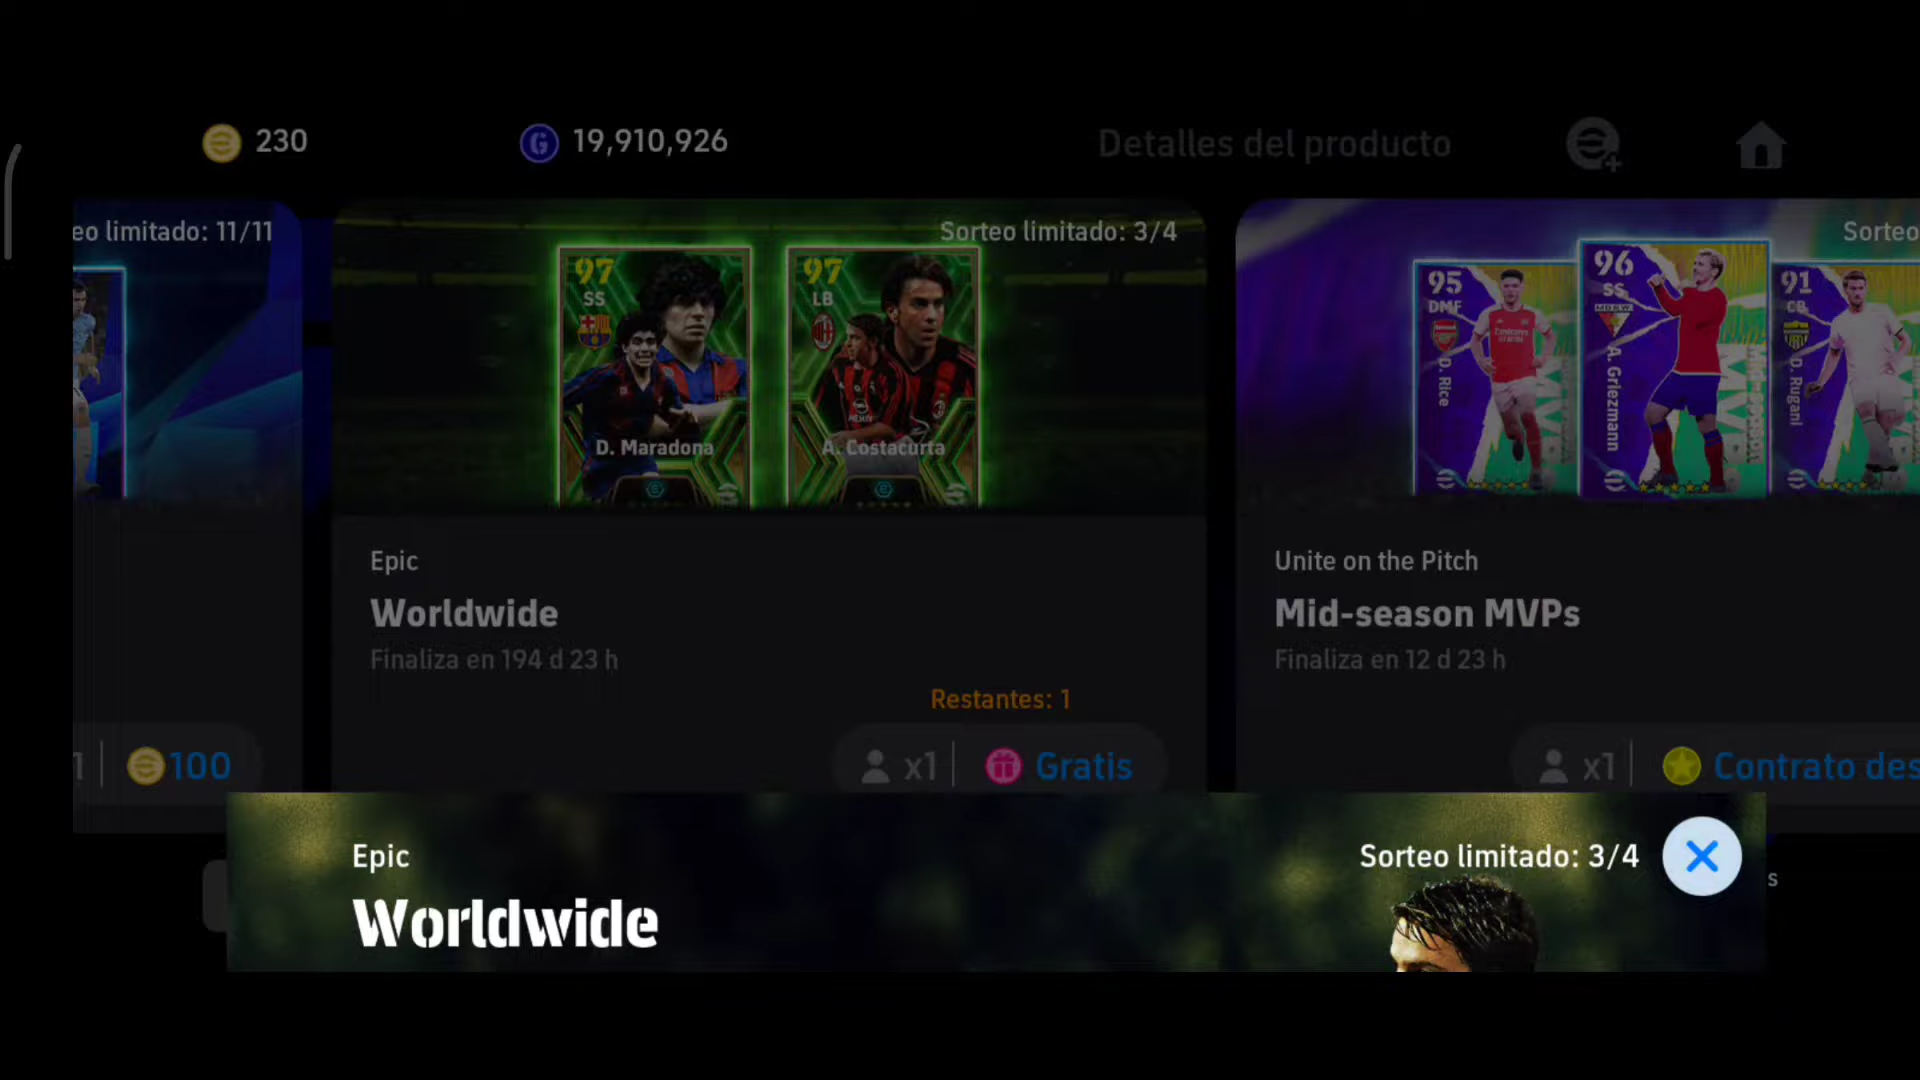 230
19,910,926
Detalles del producto
eo limitado: 11/11
100
Sorteo limitado: 3/4
97
SS
D. Maradona
97
LB
A. Costacurta
Epic
Worldwide
Finaliza en 194 d 23 h
Restantes: 1
x1
Gratis
Sorteo
95
DMF
D. Rice
96
SS
A. Griezmann
91
CB
D. Rugani
Unite on the Pitch
Mid-season MVPs
Finaliza en 12 d 23 h
x1
Contrato des
Epic
Sorteo limitado: 3/4
Worldwide
s